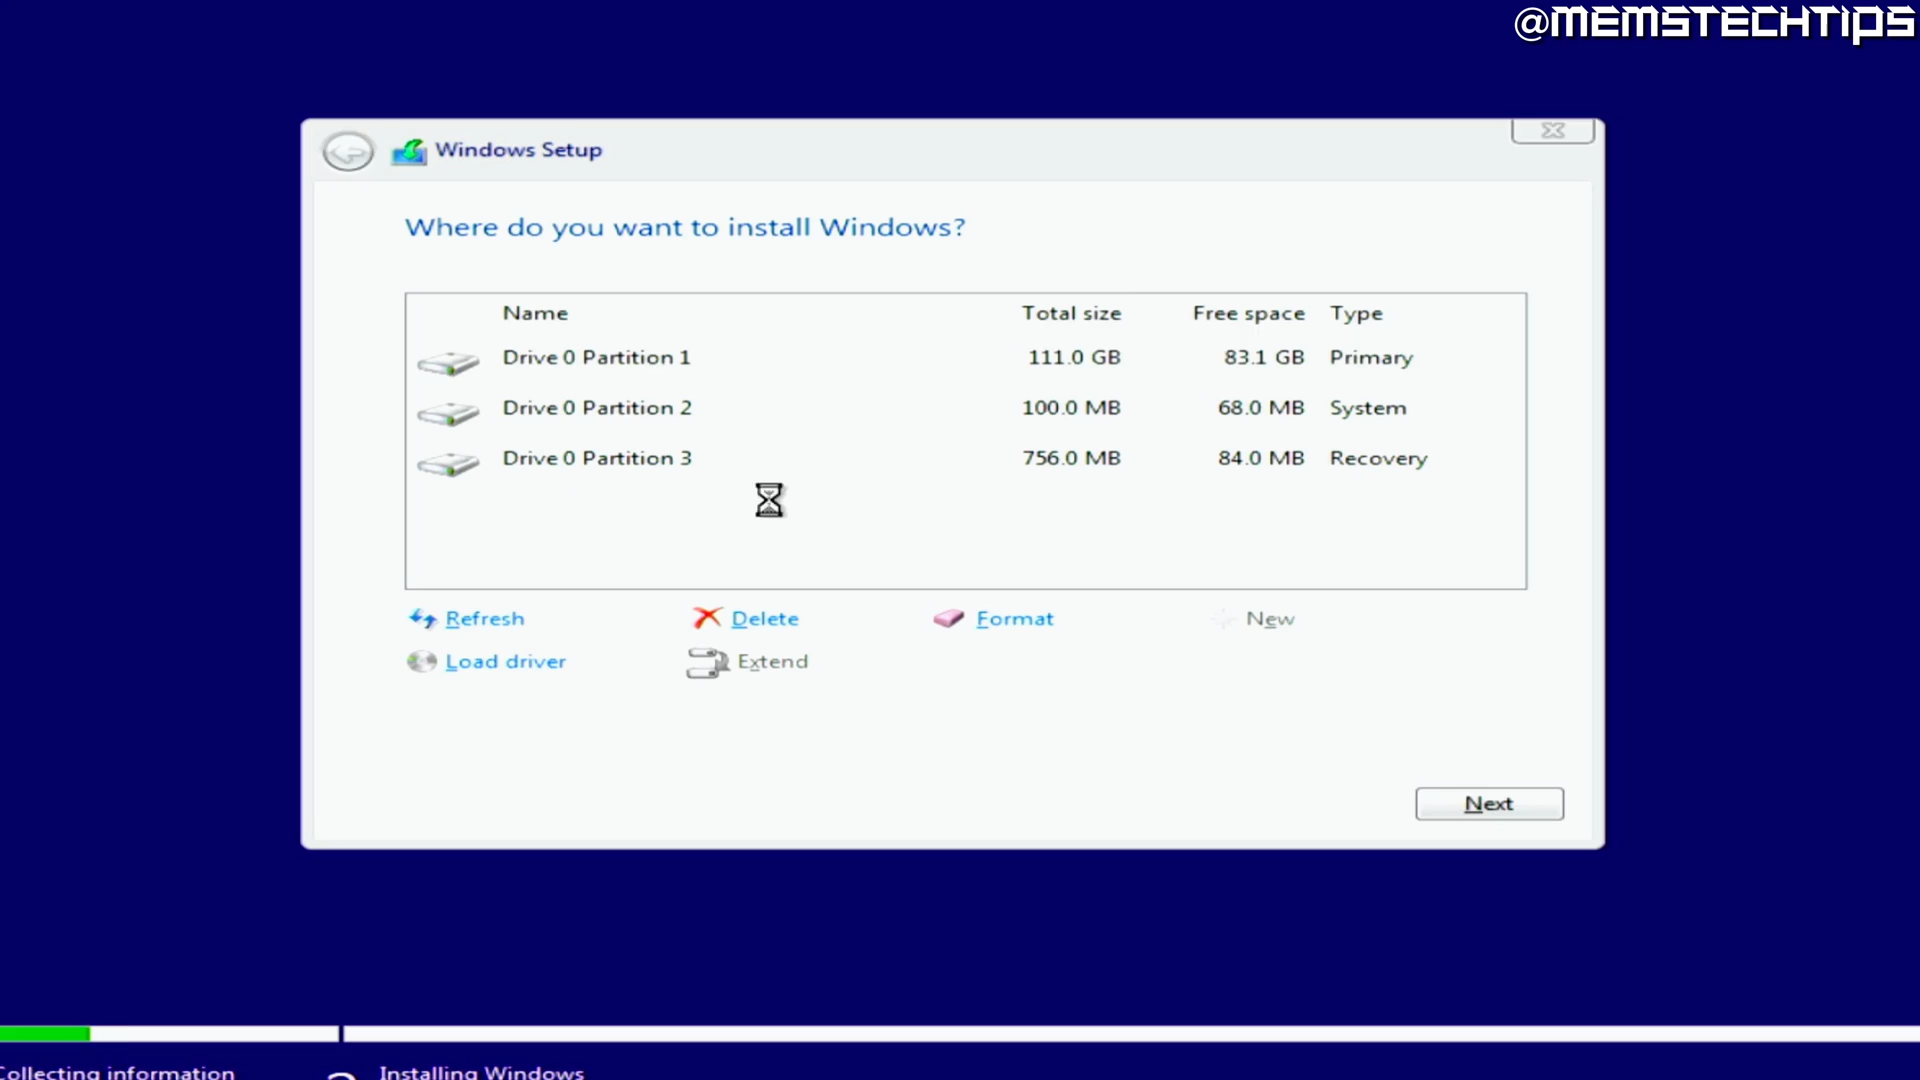 @MEMSTECHTIPS
Windows Setup
Where do you want to install Windows?
Name Total size Free space Type
Drive 0 Partition 1 111.0 GB 83.1 GB Primary
Drive 0 Partition 2 100.0 MB 68.0 MB System
Drive 0 Partition 3 756.0 MB 84.0 MB Recovery
Refresh Delete Format New
Load driver Extend
Next
Collecting information 2 Installing Windows